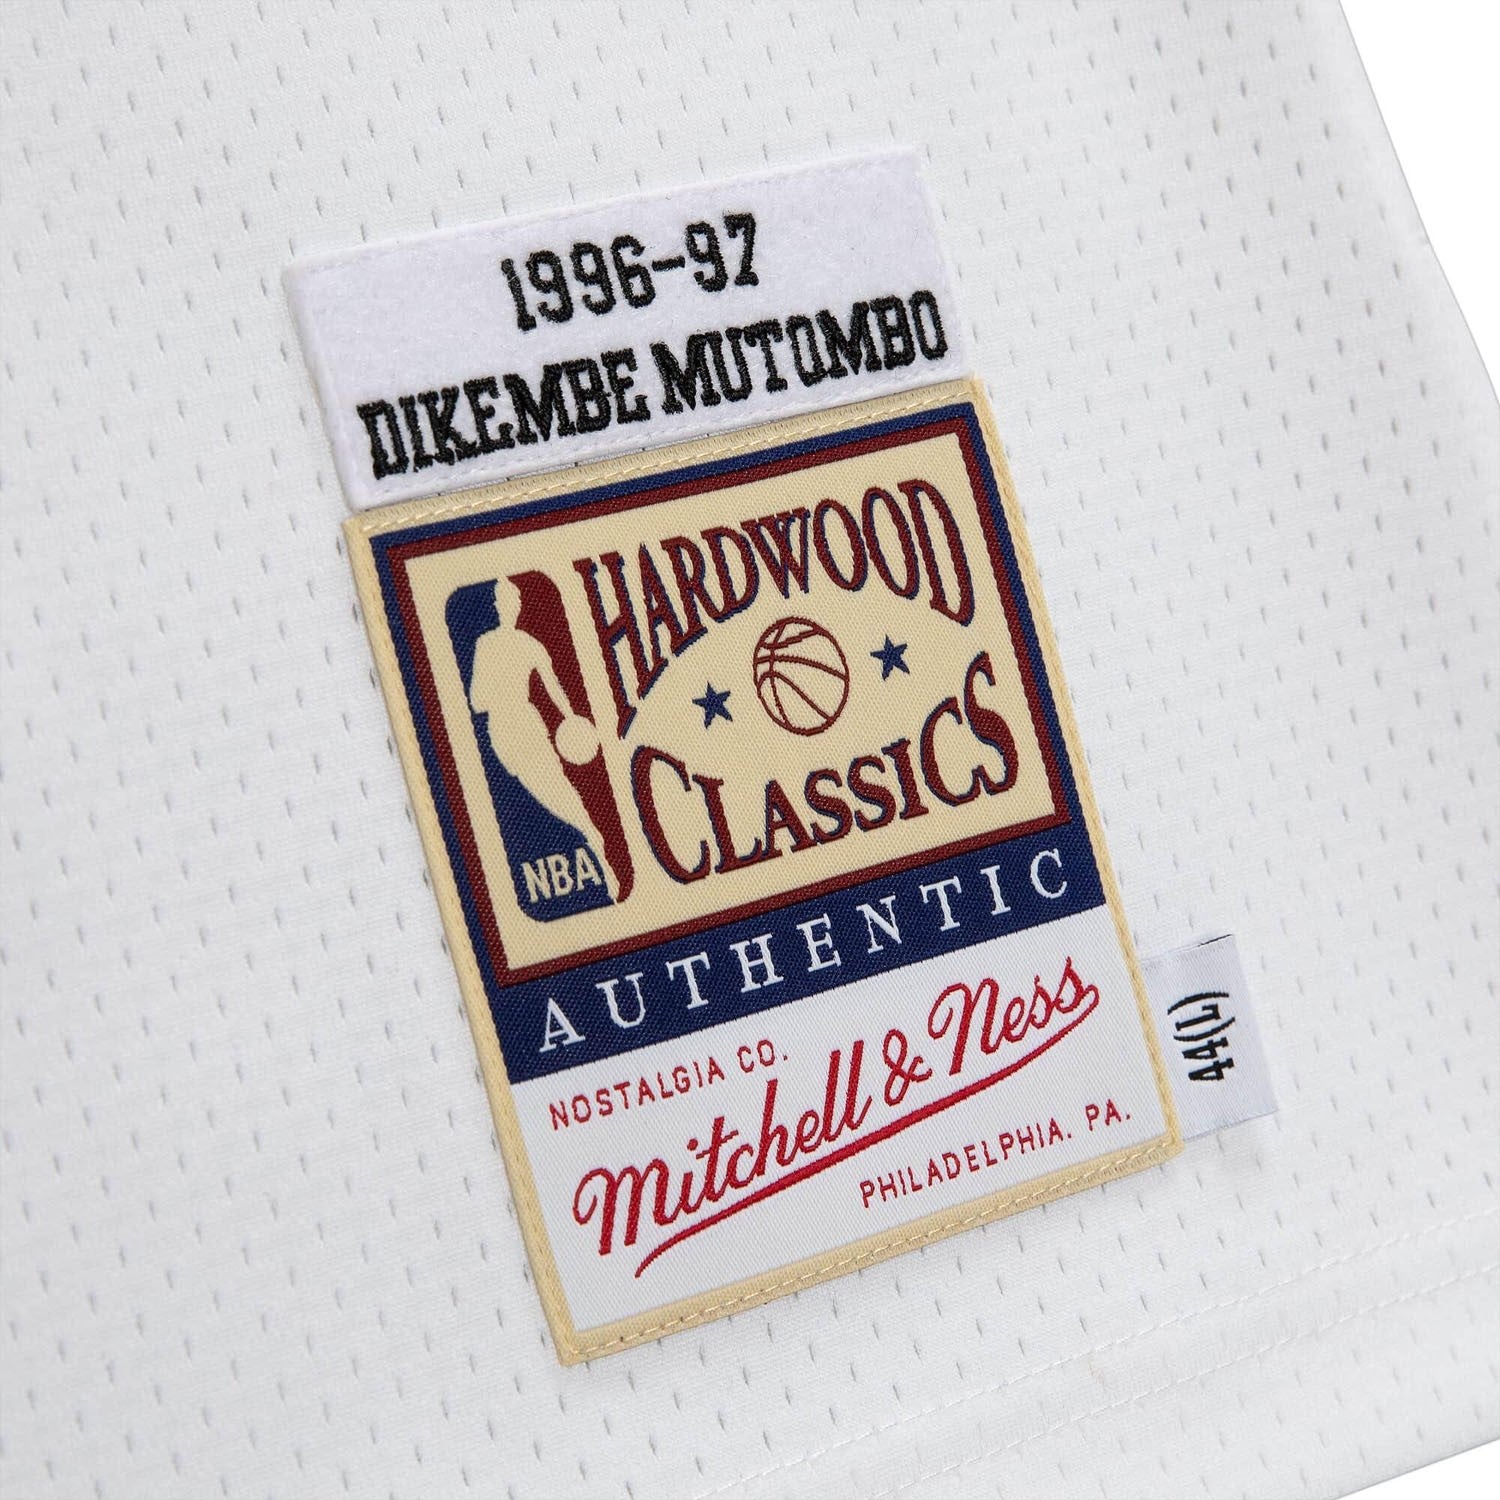 1996-97
DIKEMBE MUTOMBO
HARDWOOD
CLASSICS
NBA
AUTHENTIC
NOSTALGIA CO.
Mitchell & Ness
PHILADELPHIA. PA.
44(L)